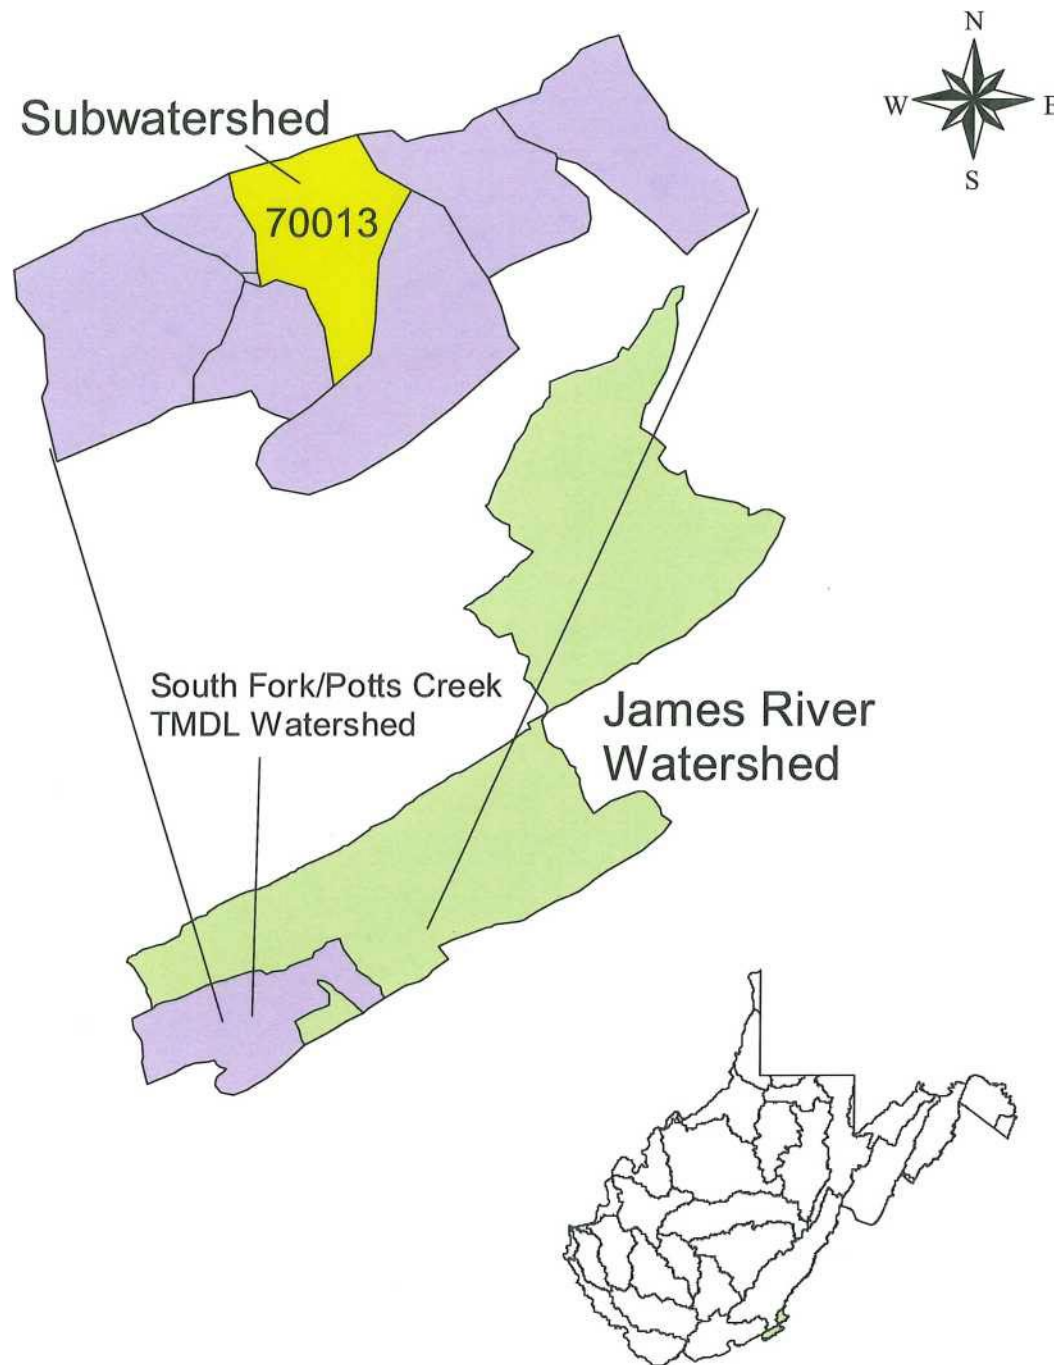 N
W E
S
Subwatershed
70013
South Fork/Potts Creek
TMDL Watershed
James River
Watershed